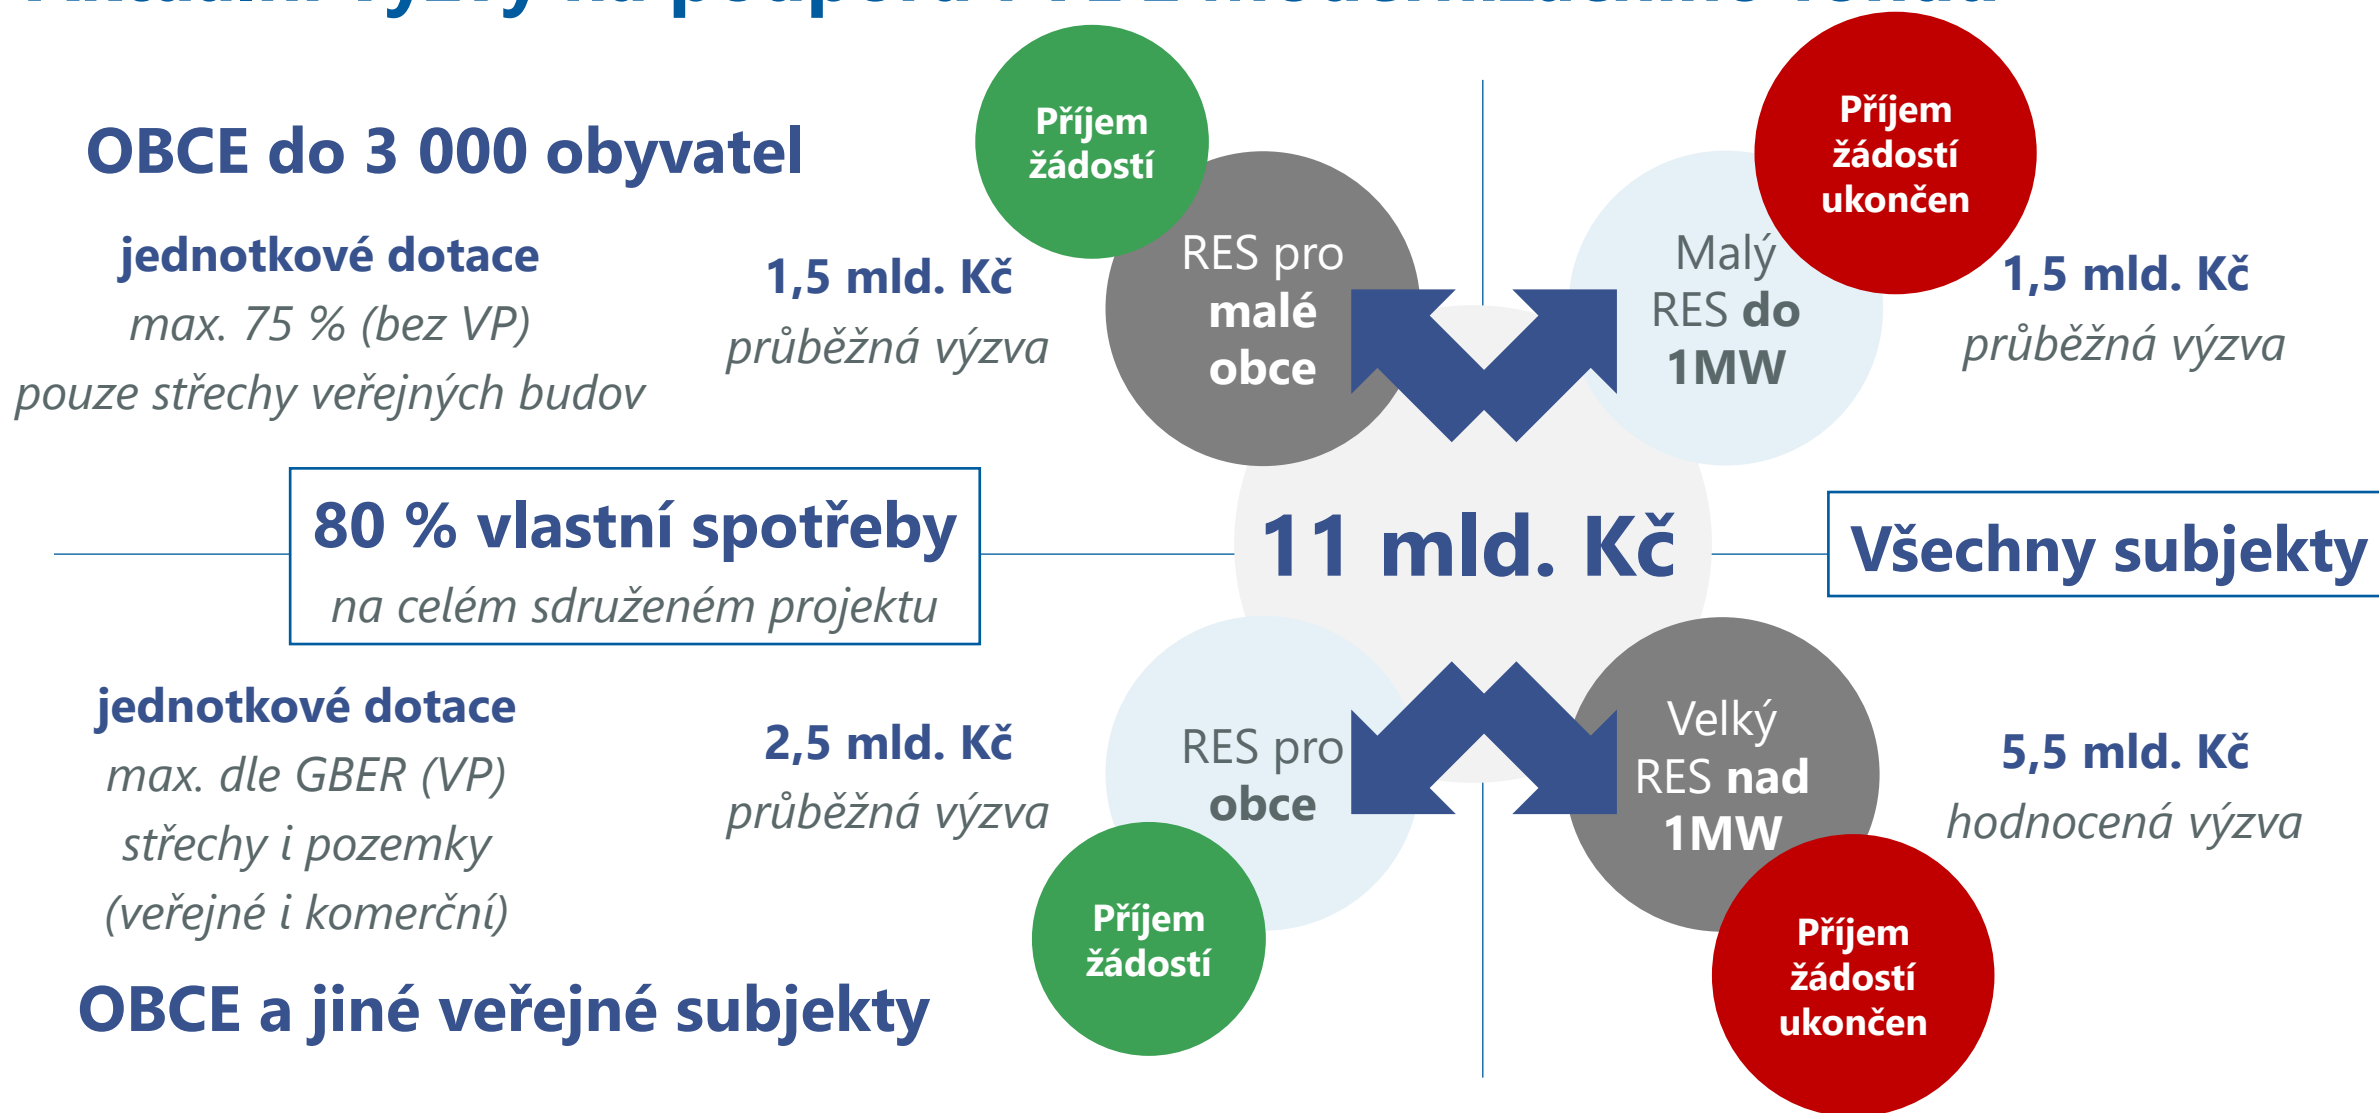 OBCE do 3 000 obyvatel
jednotkové dotace
max. 75 % (bez VP)
pouze střechy veřejných budov
1,5 mld. Kč
průběžná výzva
Příjem
žádostí
RES pro
malé
obce
Malý
RES do
1MW
Příjem
žádostí
ukončen
1,5 mld. Kč
průběžná výzva
80 % vlastní spotřeby
na celém sdruženém projektu
11 mld. Kč
Všechny subjekty
jednotkové dotace
max. dle GBER (VP)
střechy i pozemky
(veřejné i komerční)
2,5 mld. Kč
průběžná výzva
RES pro
obce
Příjem
žádostí
Velký
RES nad
1MW
Příjem
žádostí
ukončen
5,5 mld. Kč
hodnocená výzva
OBCE a jiné veřejné subjekty